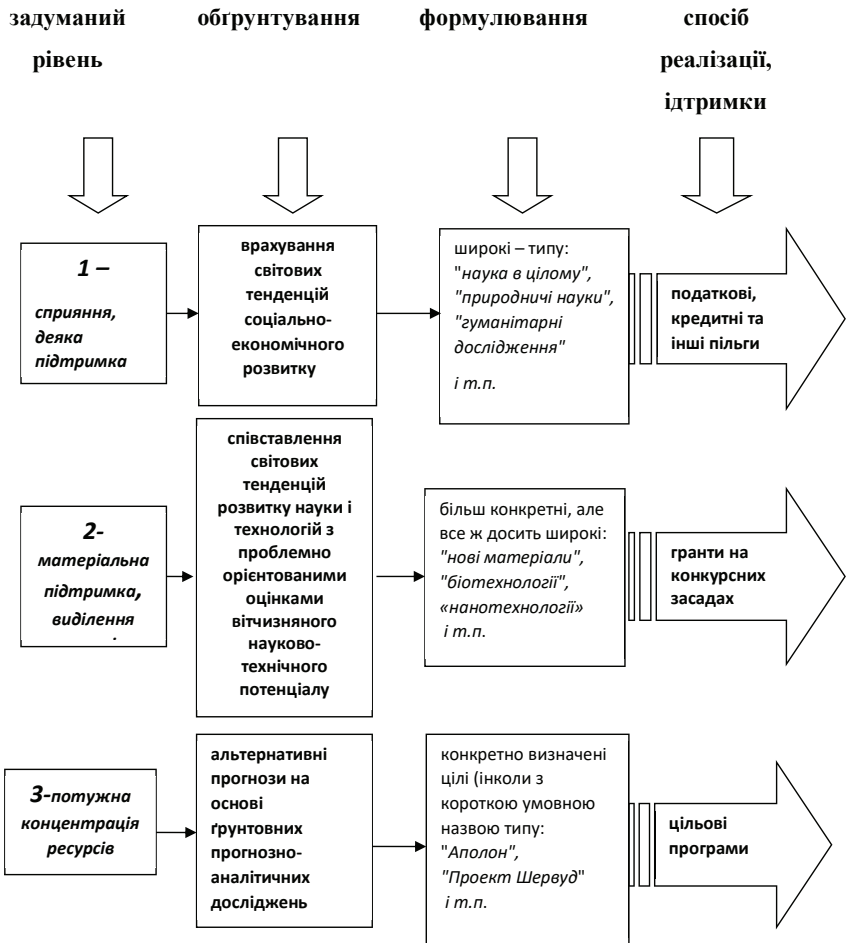 задуманий
рівень
обґрунтування
формулювання
спосіб
реалізації,
ідтримки
1 –
сприяння,
деяка
підтримка
врахування
світових
тенденцій
соціально-
економічного
розвитку
широкі – типу:
"наука в цілому",
"природничі науки",
"гуманітарні
дослідження"
і т.п.
податкові,
кредитні та
інші пільги
2-
матеріальна
підтримка,
виділення
співставлення
світових
тенденцій
розвитку науки і
технологій з
проблемно
орієнтованими
оцінками
вітчизняного
науково-
технічного
потенціалу
більш конкретні, але
все ж досить широкі:
"нові матеріали",
"біотехнології",
«нанотехнології»
і т.п.
гранти на
конкурсних
засадах
3-потужна
концентрація
ресурсів
альтернативні
прогнози на
основі
ґрунтовних
прогнозно-
аналітичних
досліджень
конкретно визначені
цілі (інколи з
короткою умовною
назвою типу:
"Аполон",
"Проект Шервуд"
і т.п.
цільові
програми